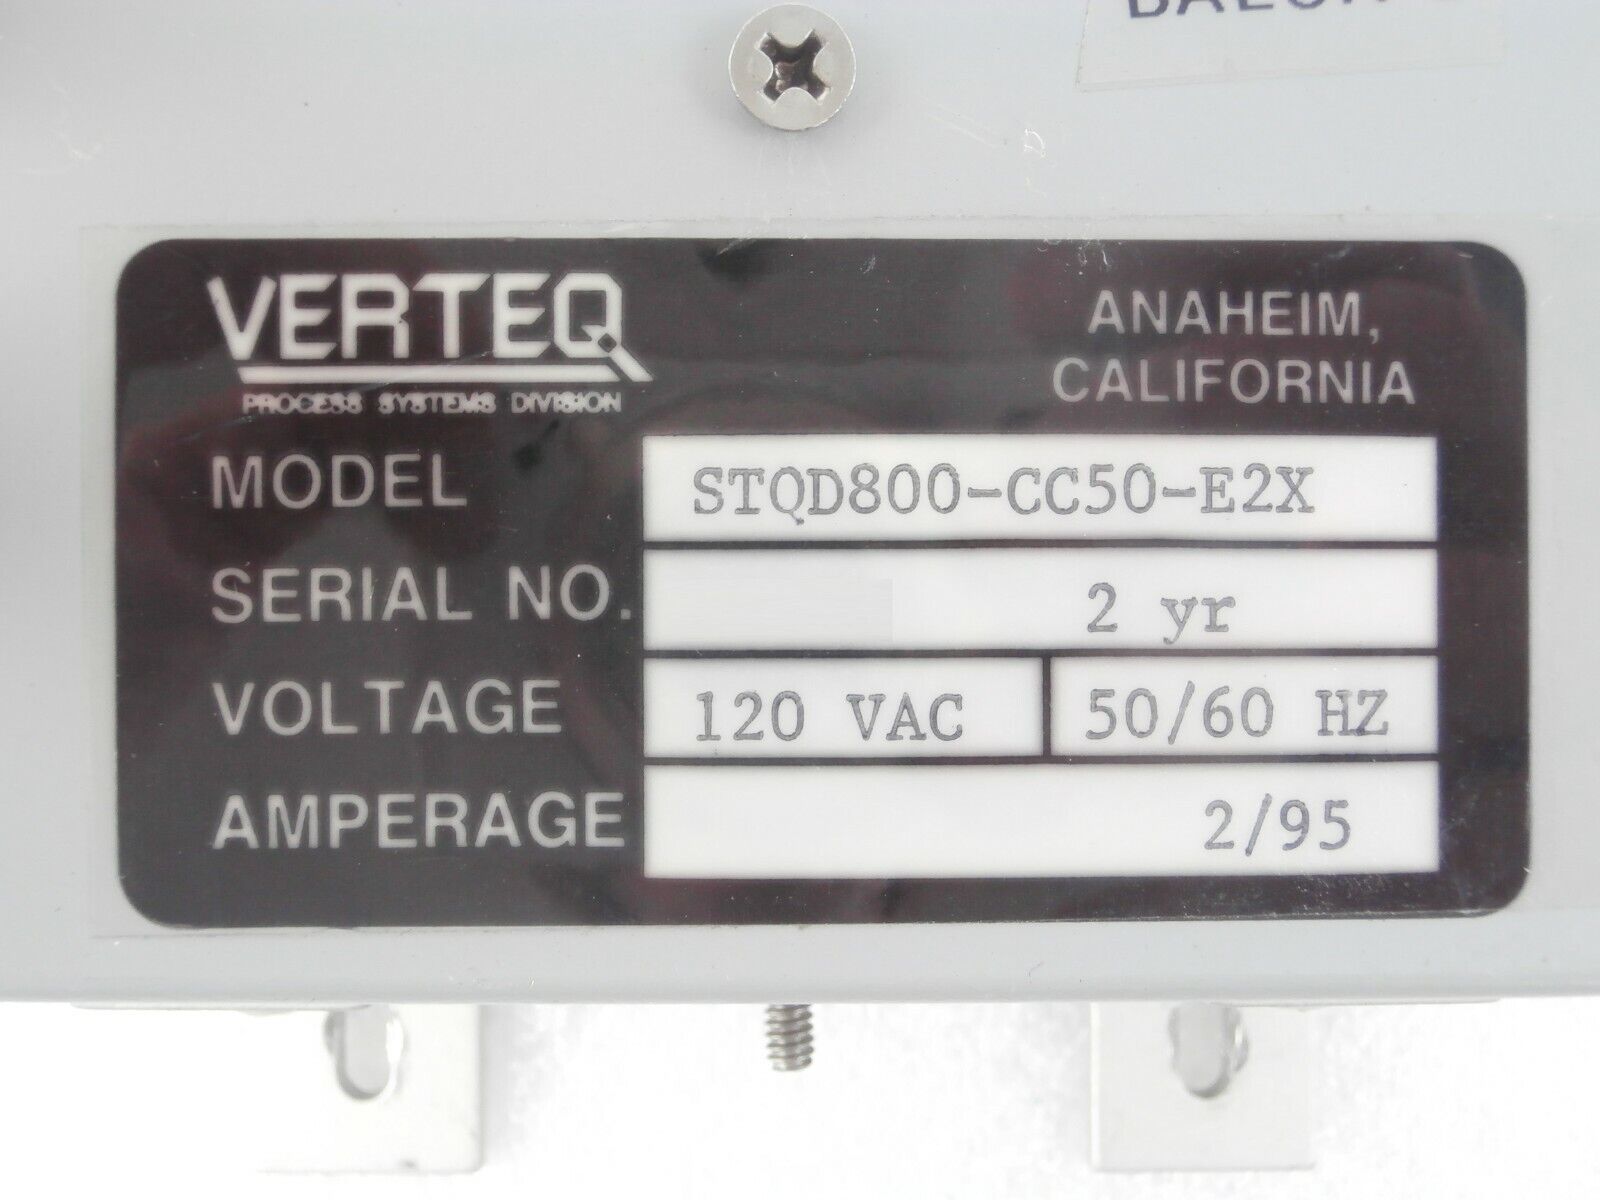 VERTEQ
PROCESS SYSTEMS DIVISION
ANAHEIM,
CALIFORNIA
MODEL STQD800-CC50-E2X
SERIAL NO. 2 yr
VOLTAGE 120 VAC 50/60 HZ
AMPERAGE 2/95